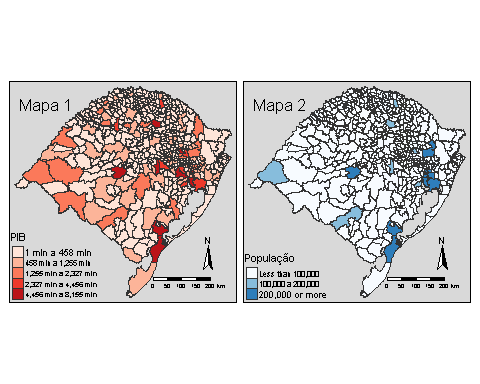 Mapa 1
PIB
1 mln a 458 mln
458 mln a 1,255 mln
1,255 mln a 2,327 mln
2,327 mln a 4,456 mln
4,456 mln a 8,155 mln
N
0 50 100 150 200 km
Mapa 2
População
Less than 100,000
100,000 a 200,000
200,000 or more
N
0 50 100 150 200 km